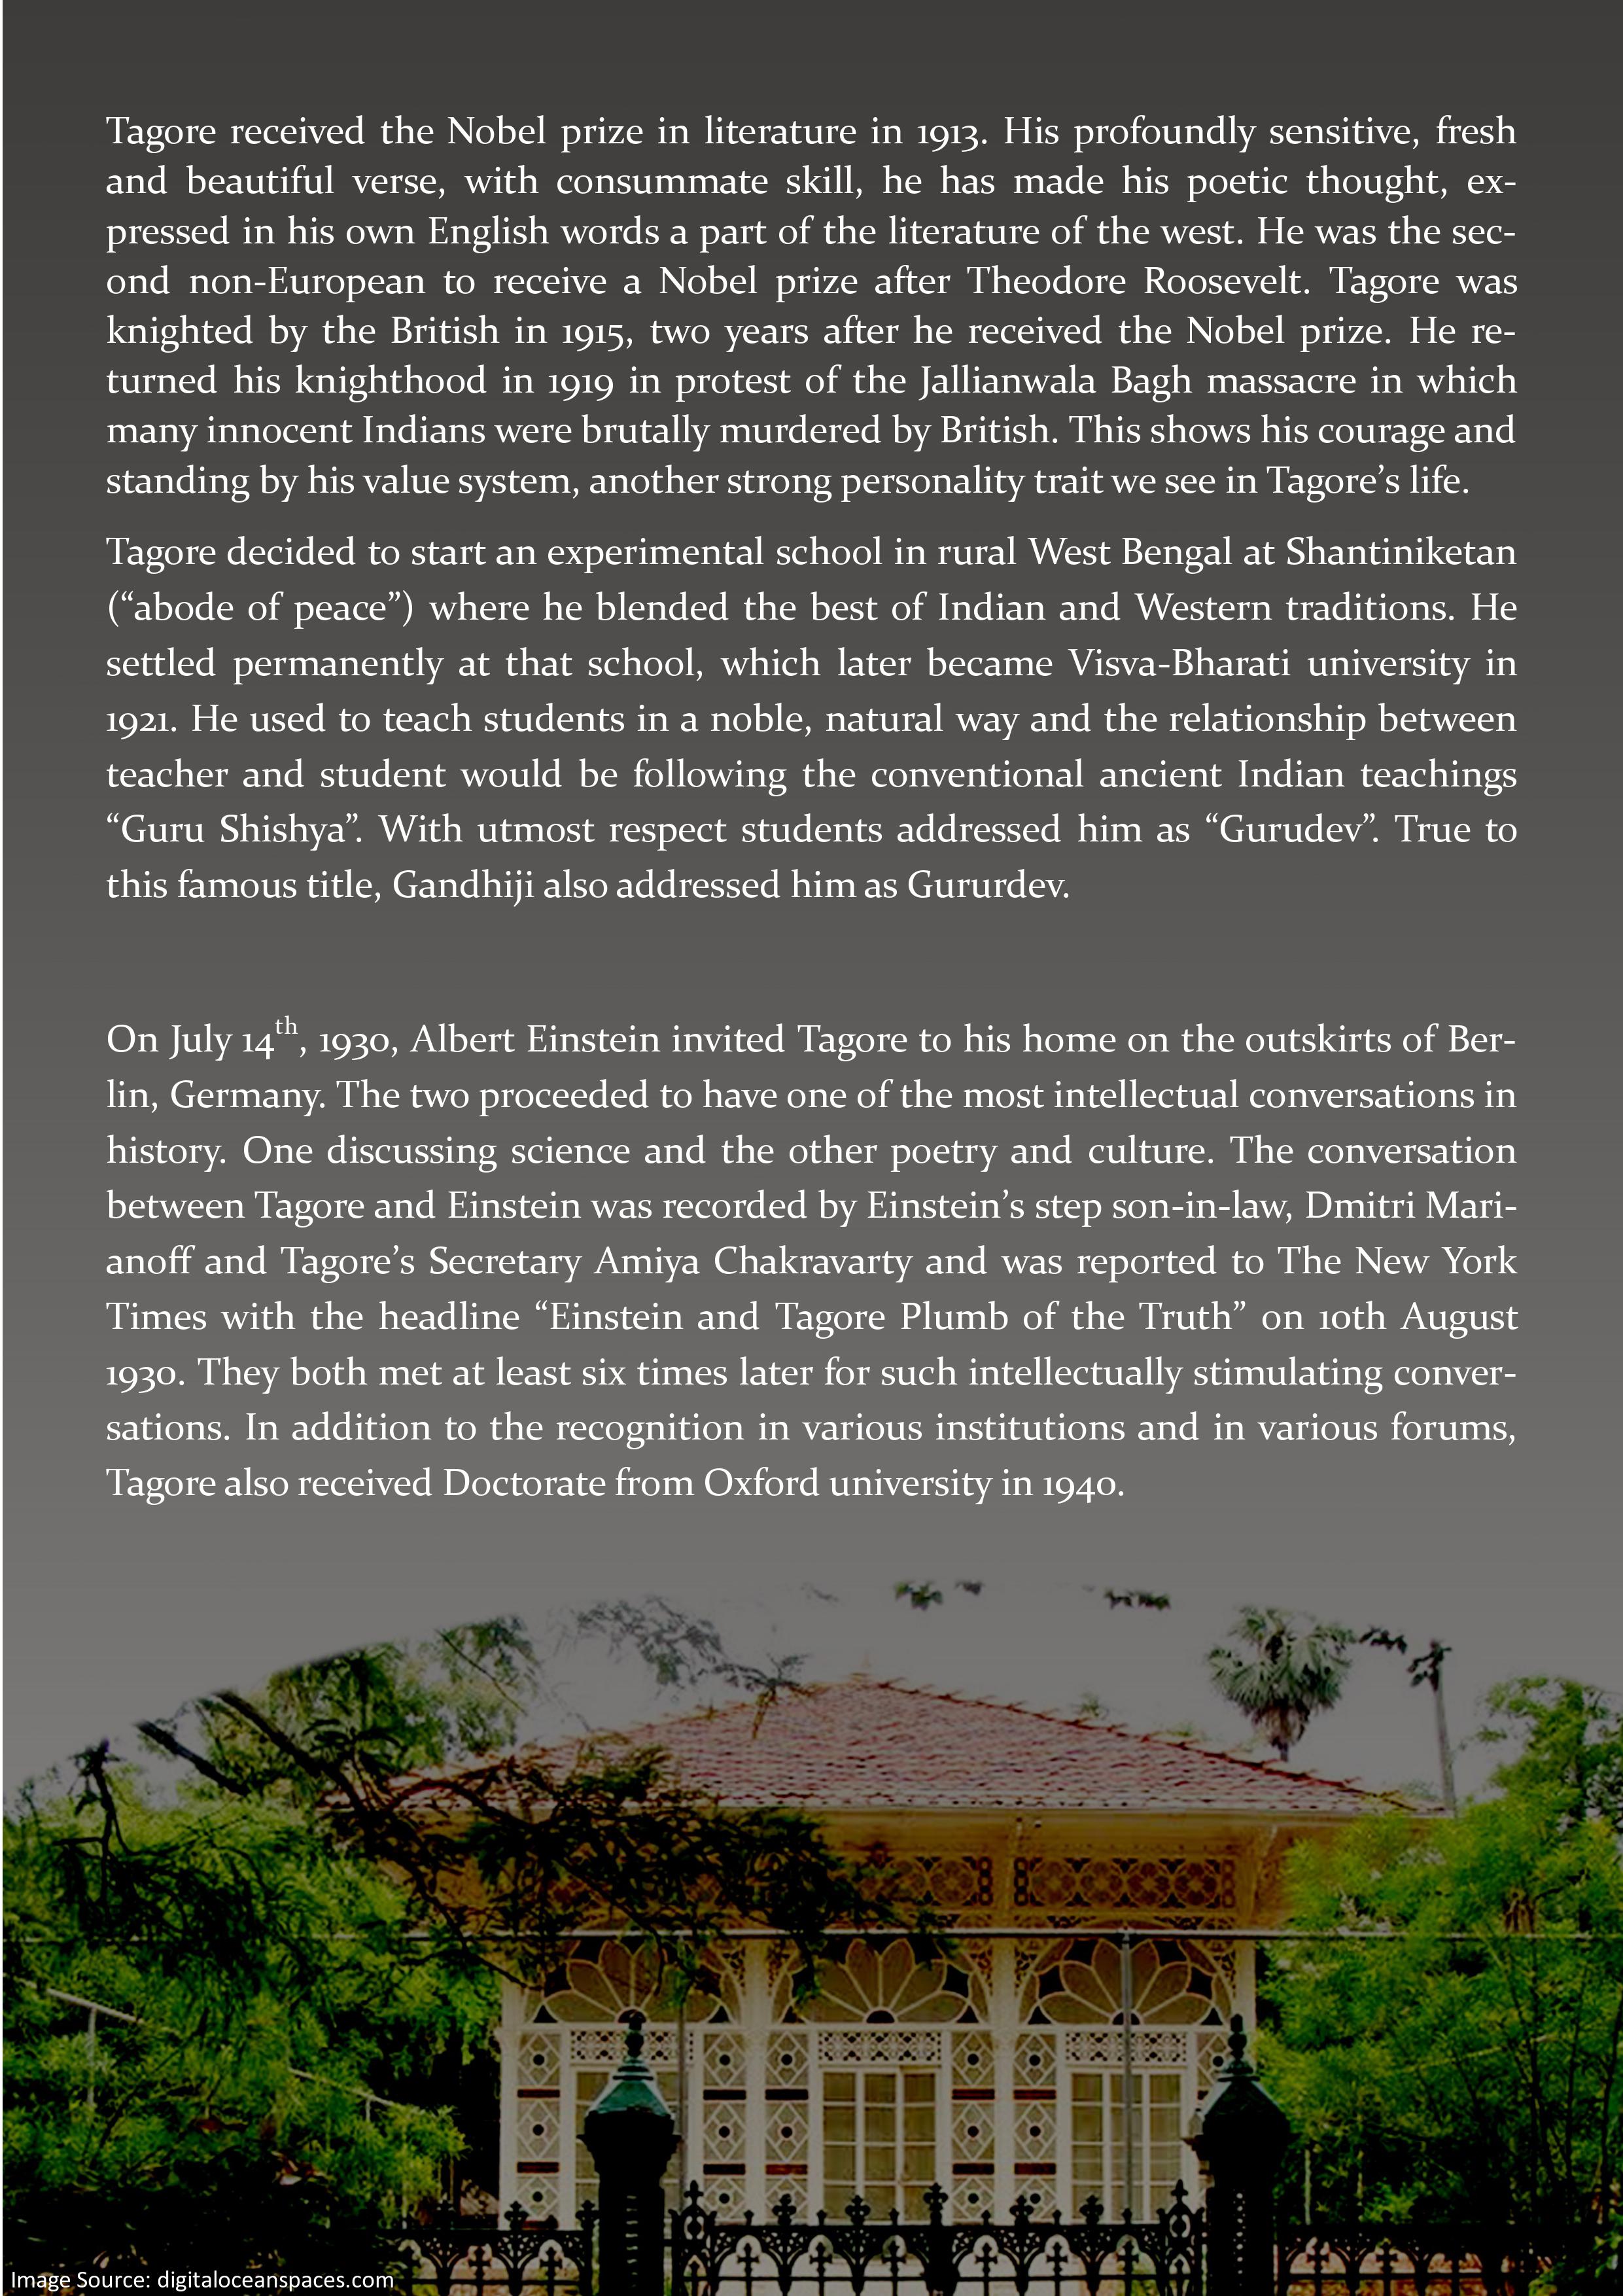 Tagore received the Nobel prize in literature in 1913. His profoundly sensitive, fresh
and beautiful verse, with consummate skill, he has made his poetic thought, ex-
pressed in his own English words a part of the literature of the west. He was the sec-
ond non-European to receive a Nobel prize after Theodore Roosevelt. Tagore was
knighted by the British in 1915, two years after he received the Nobel prize. He re-
turned his knighthood in 1919 in protest of the Jallianwala Bagh massacre in which
many innocent Indians were brutally murdered by British. This shows his courage and
standing by his value system, another strong personality trait we see in Tagore’s life.
Tagore decided to start an experimental school in rural West Bengal at Shantiniketan
(“abode of peace”) where he blended the best of Indian and Western traditions. He
settled permanently at that school, which later became Visva-Bharati university in
1921. He used to teach students in a noble, natural way and the relationship between
teacher and student would be following the conventional ancient Indian teachings
“Guru Shishya”. With utmost respect students addressed him as “Gurudev”. True to
this famous title, Gandhiji also addressed him as Gururdev.
On July 14th, 1930, Albert Einstein invited Tagore to his home on the outskirts of Ber-
lin, Germany. The two proceeded to have one of the most intellectual conversations in
history. One discussing science and the other poetry and culture. The conversation
between Tagore and Einstein was recorded by Einstein’s step son-in-law, Dmitri Mari-
anoff and Tagore’s Secretary Amiya Chakravarty and was reported to The New York
Times with the headline “Einstein and Tagore Plumb of the Truth” on 10th August
1930. They both met at least six times later for such intellectually stimulating conver-
sations. In addition to the recognition in various institutions and in various forums,
Tagore also received Doctorate from Oxford university in 1940.
Image Source: digitaloceanspaces.com